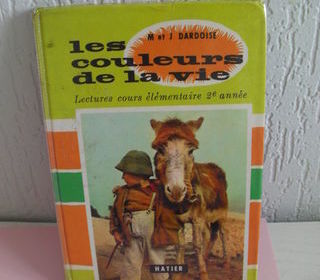 M et J DARDOISE
les
couleurs
de la vie
Lectures cours élémentaire 2e année
HATIER